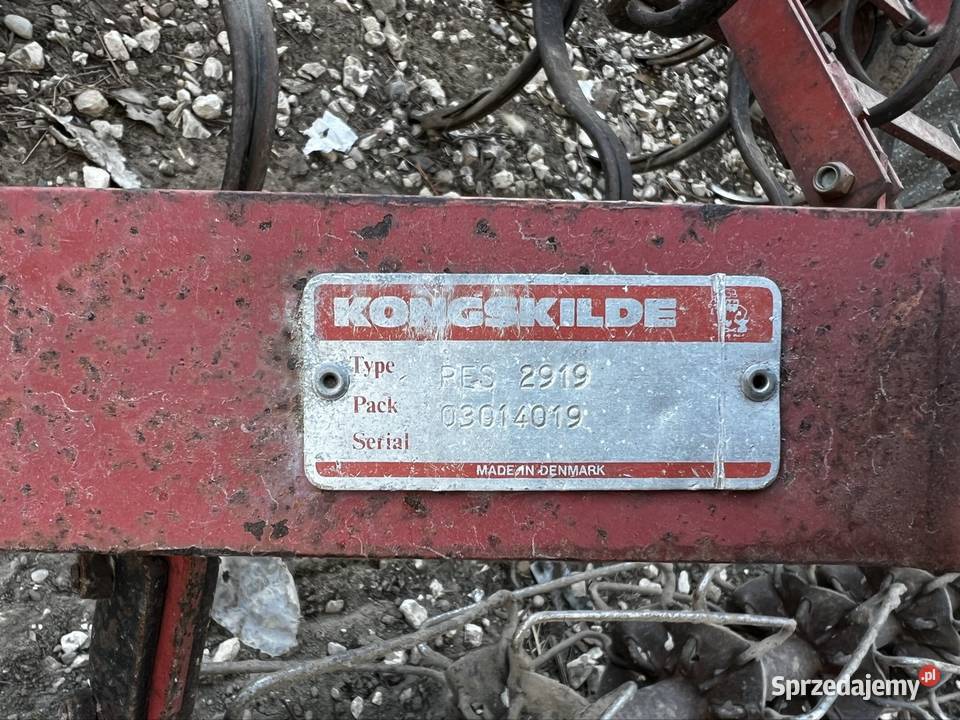 KONGSKILDE
Type RES 2919
Pack 03014019
Serial
MADE IN DENMARK
Sprzedajemy.pl